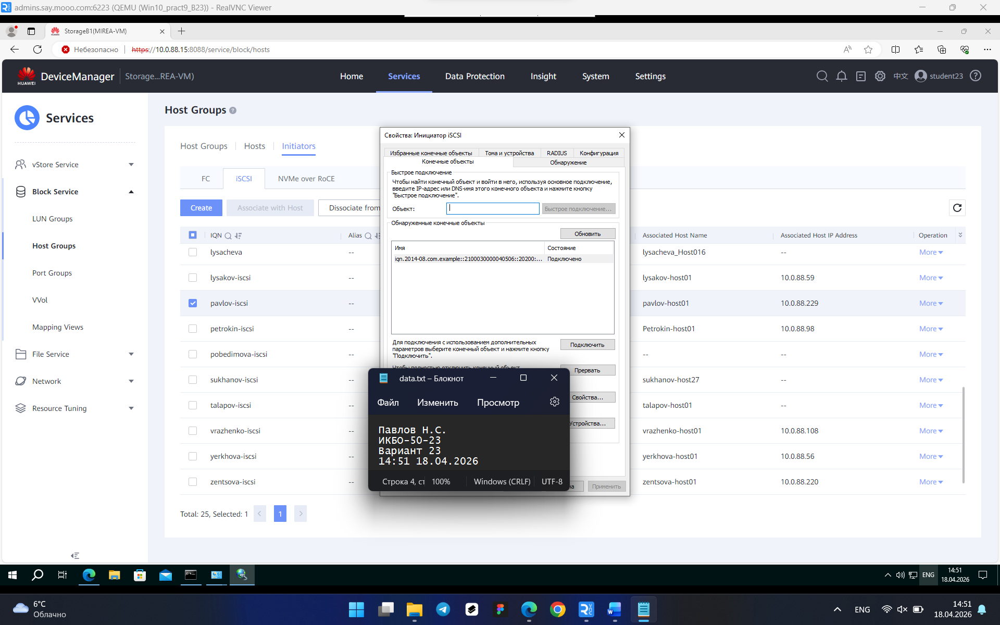 admins.say.mooo.com:6223 (QEMU (Win10_pract9_B23)) - RealVNC Viewer
StorageB1(MIREA-VM)
Небезопасно https://10.0.88.15:8088/service/block/hosts
HUAWEI DeviceManager Storage...REA-VM) Home Services Data Protection Insight System Settings 中文 student23
Services
vStore Service
Block Service
LUN Groups
Host Groups
Port Groups
VVol
Mapping Views
File Service
Network
Resource Tuning
Host Groups
Host Groups Hosts Initiators
FC iSCSI NVMe over RoCE
Create Associate with Host Dissociate from
IQN Alias Associated Host Name Associated Host IP Address Operation
lysacheva -- lysacheva_Host016 -- More
lysakov-iscsi -- lysakov-host01 10.0.88.59 More
pavlov-iscsi -- pavlov-host01 10.0.88.229 More
petrokin-iscsi -- Petrokin-host01 10.0.88.98 More
pobedimova-iscsi -- -- -- More
sukhanov-iscsi -- sukhanov-host27 -- More
talapov-iscsi -- talapov-host01 -- More
vrazhenko-iscsi -- vrazhenko-host01 10.0.88.108 More
yerkhova-iscsi -- yerkhova-host01 10.0.88.56 More
zentsova-iscsi -- zentsova-host01 10.0.88.220 More
Total: 25, Selected: 1 1
Свойства: Инициатор iSCSI
Избранные конечные объекты Тома и устройства RADIUS Конфигурация
Конечные объекты Обнаружение
Быстрое подключение
Чтобы найти конечный объект и войти в него, используя основное подключение,
введите IP-адрес или DNS-имя этого конечного объекта и нажмите кнопку
"Быстрое подключение".
Объект: Быстрое подключение...
Обнаруженные конечные объекты
Обновить
Имя Состояние
iqn.2014-08.com.example::2100030000040506::20200:... Подключено
Для подключения с использованием дополнительных
параметров выберите конечный объект и нажмите кнопку
"Подключить".
Подключить
Чтобы полностью отключить конечный объект,
Прервать
Свойства...
Устройства...
на Применить
data.txt – Блокнот
Файл Изменить Просмотр
Павлов Н.С.
ИКБО-50-23
Вариант 23
14:51 18.04.2026
Строка 4, ст 100% Windows (CRLF) UTF-8
ENG 14:51
18.04.2026
6°C
Облачно
ENG 14:51
18.04.2026